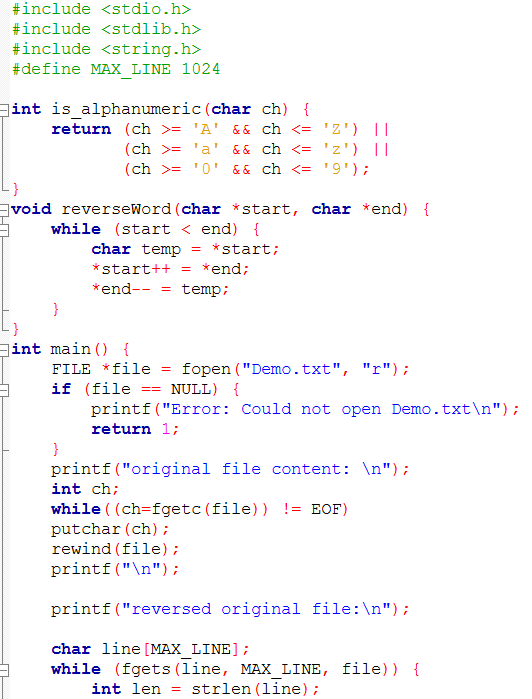 #include <stdio.h>
#include <stdlib.h>
#include <string.h>
#define MAX_LINE 1024

int is_alphanumeric(char ch) {
    return (ch >= 'A' && ch <= 'Z') ||
           (ch >= 'a' && ch <= 'z') ||
           (ch >= '0' && ch <= '9');
}
void reverseWord(char *start, char *end) {
    while (start < end) {
        char temp = *start;
        *start++ = *end;
        *end-- = temp;
    }
}
int main() {
    FILE *file = fopen("Demo.txt", "r");
    if (file == NULL) {
        printf("Error: Could not open Demo.txt\n");
        return 1;
    }
    printf("original file content: \n");
    int ch;
    while((ch=fgetc(file)) != EOF)
    putchar(ch);
    rewind(file);
    printf("\n");

    printf("reversed original file:\n");

    char line[MAX_LINE];
    while (fgets(line, MAX_LINE, file)) {
        int len = strlen(line);